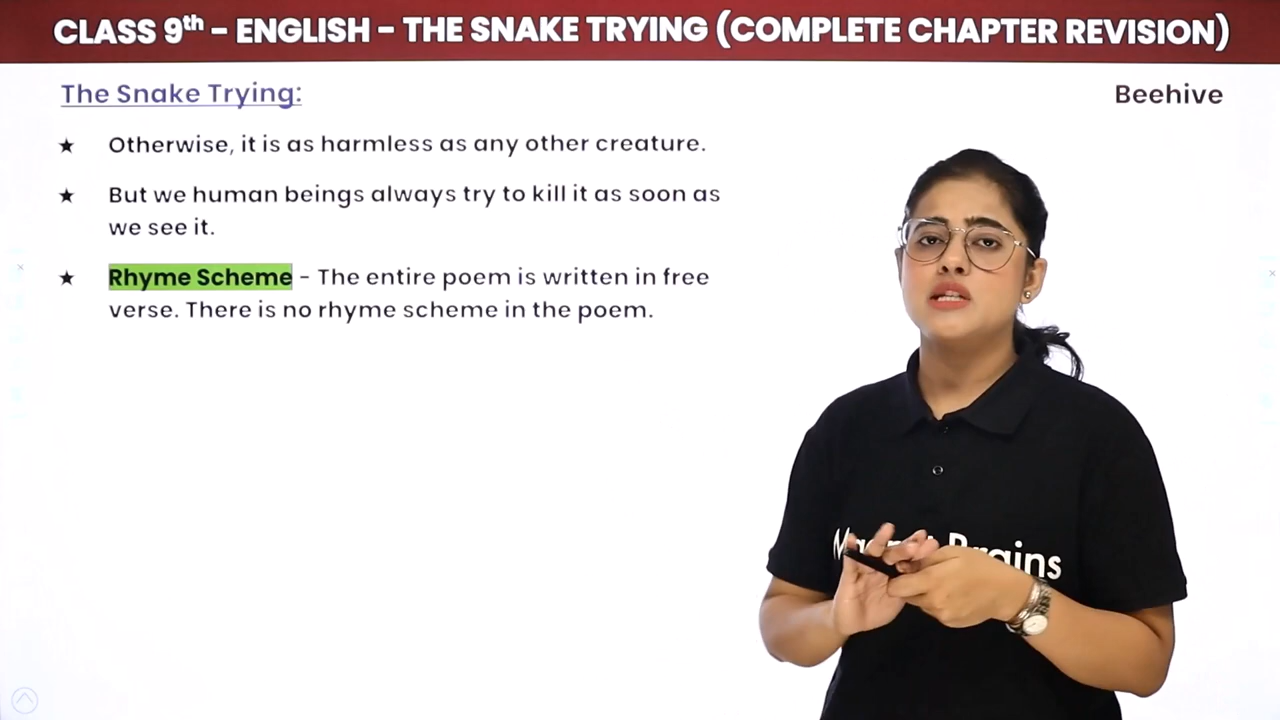 CLASS 9th – ENGLISH – THE SNAKE TRYING (COMPLETE CHAPTER REVISION)
The Snake Trying:
Beehive
★ Otherwise, it is as harmless as any other creature.
★ But we human beings always try to kill it as soon as
we see it.
★ Rhyme Scheme - The entire poem is written in free
verse. There is no rhyme scheme in the poem.